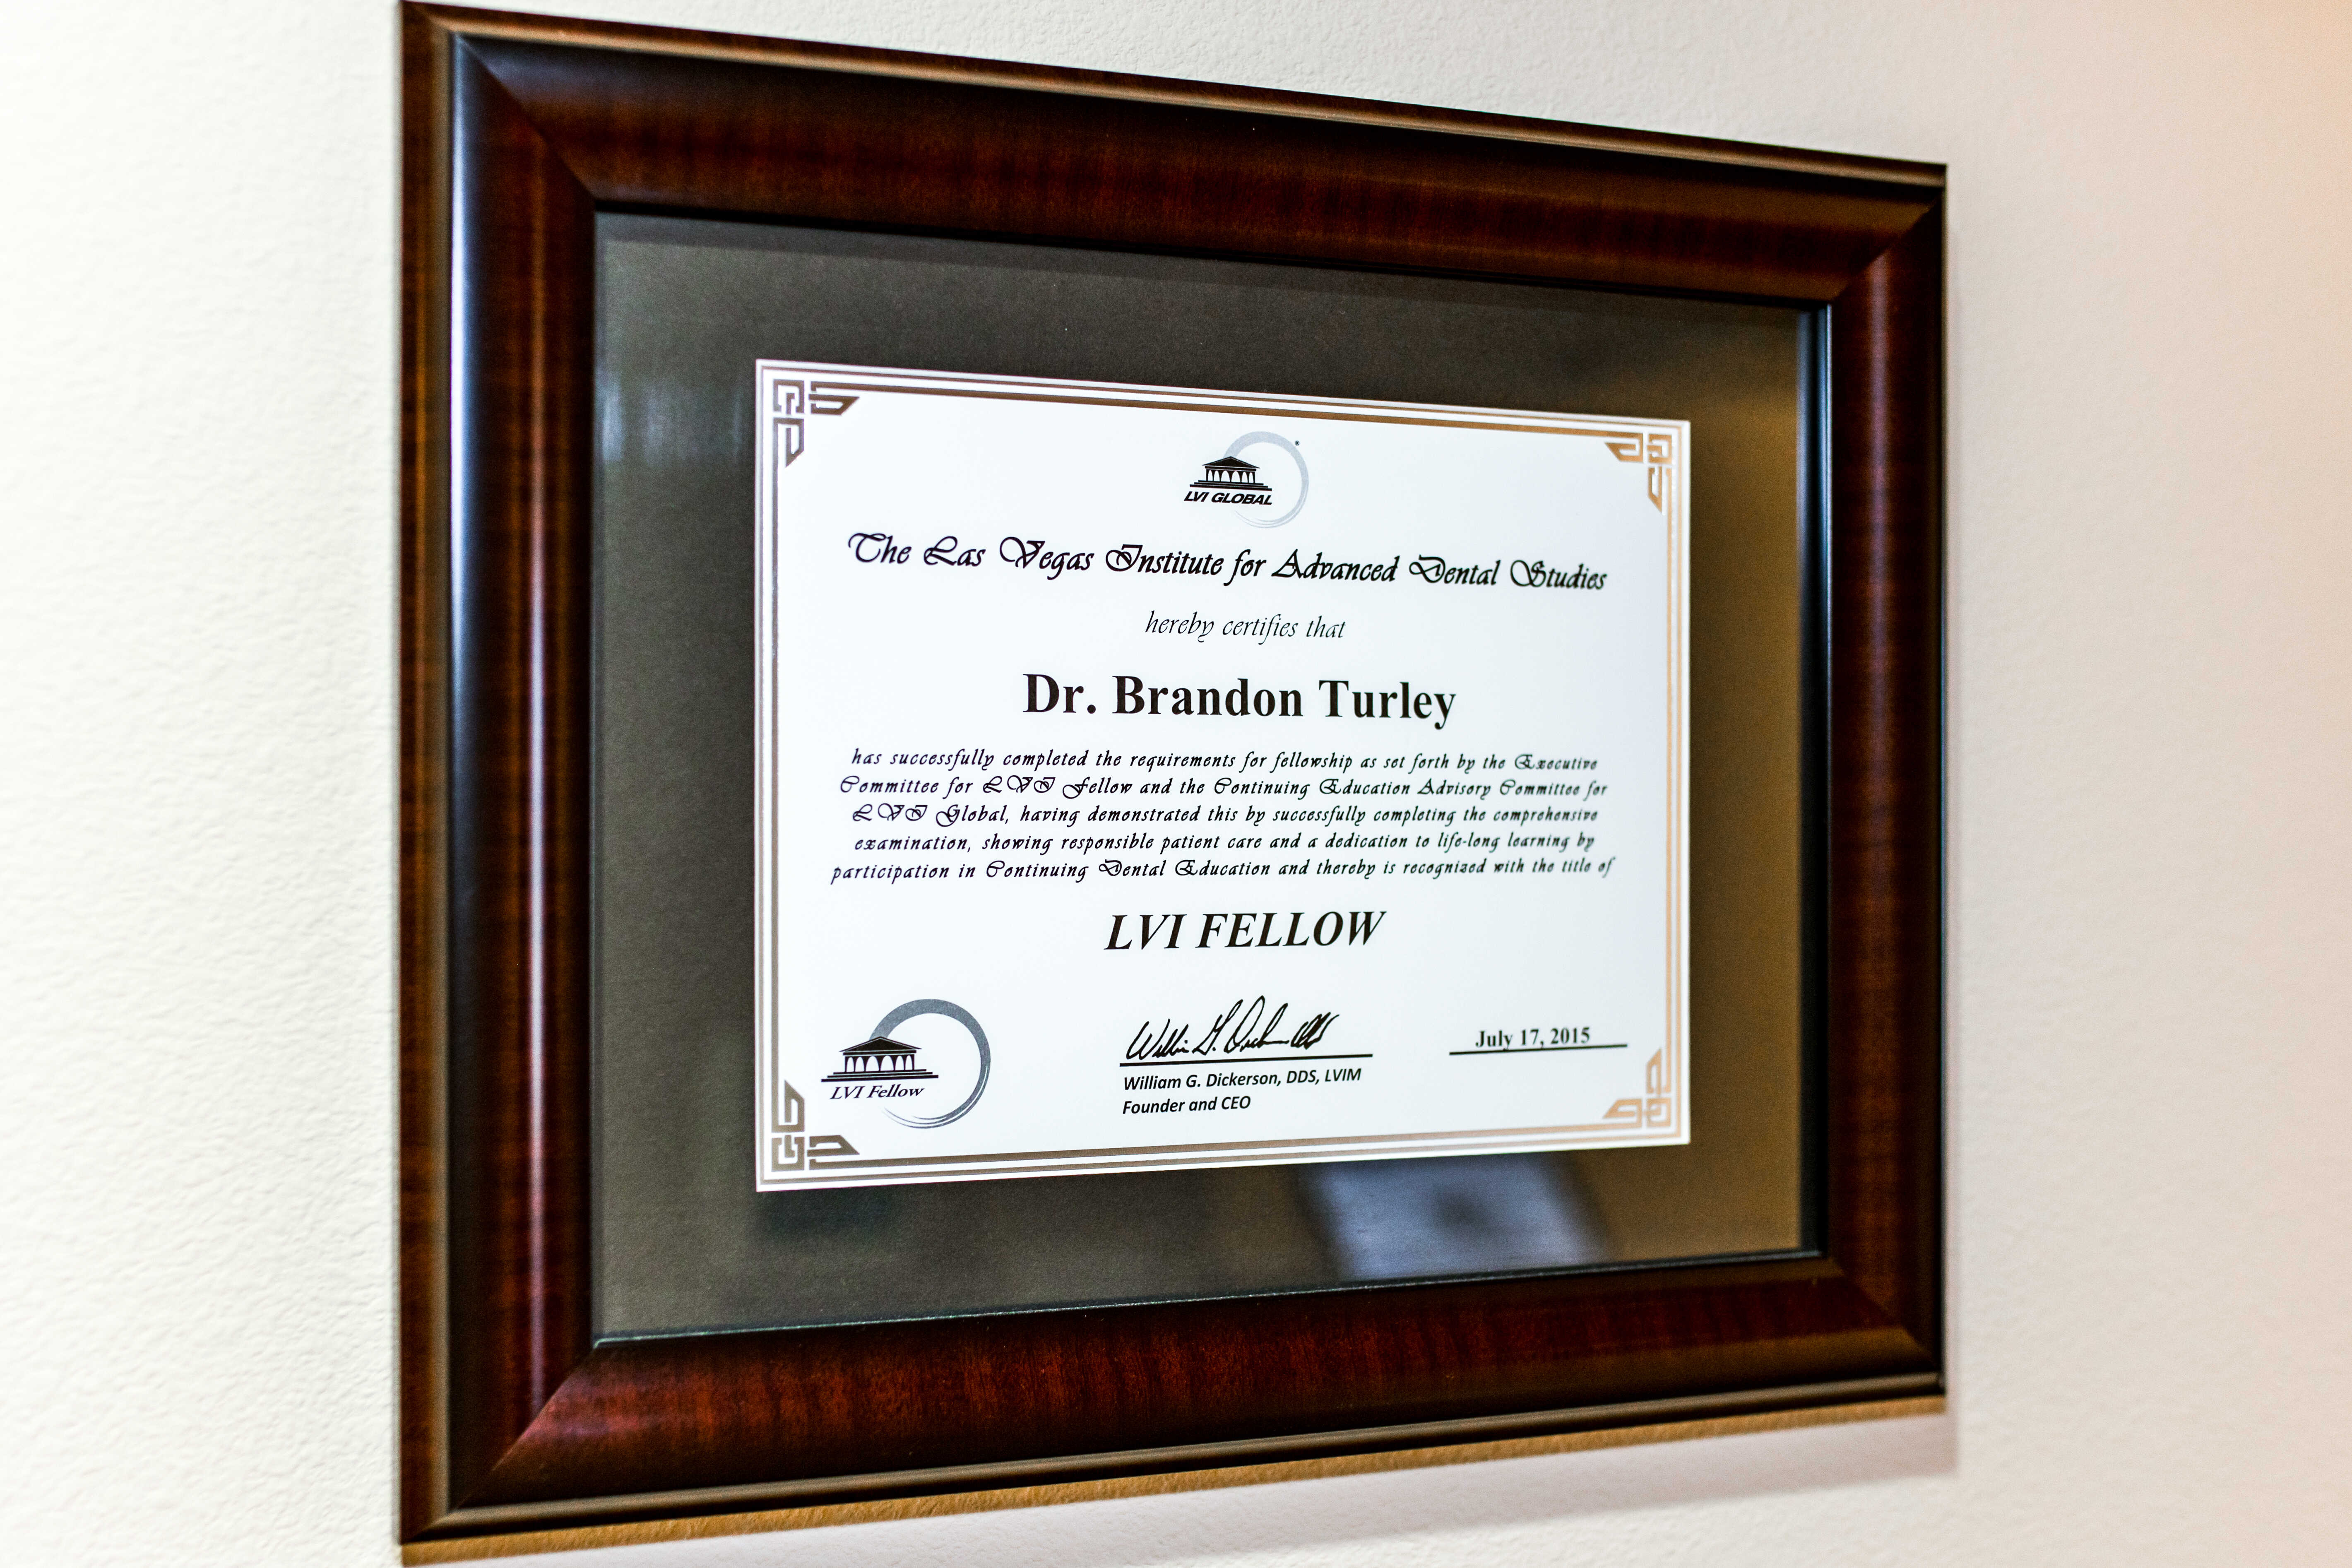 LVI GLOBAL
The Las Vegas Institute for Advanced Dental Studies
hereby certifies that
Dr. Brandon Turley
has successfully completed the requirements for fellowship as set forth by the Executive
Committee for LVI Fellow and the Continuing Education Advisory Committee for
LVI Global, having demonstrated this by successfully completing the comprehensive
examination, showing responsible patient care and a dedication to life-long learning by
participation in Continuing Dental Education and thereby is recognized with the title of
LVI FELLOW
LVI Fellow
William G. Dickerson, DDS, LVIM
Founder and CEO
July 17, 2015